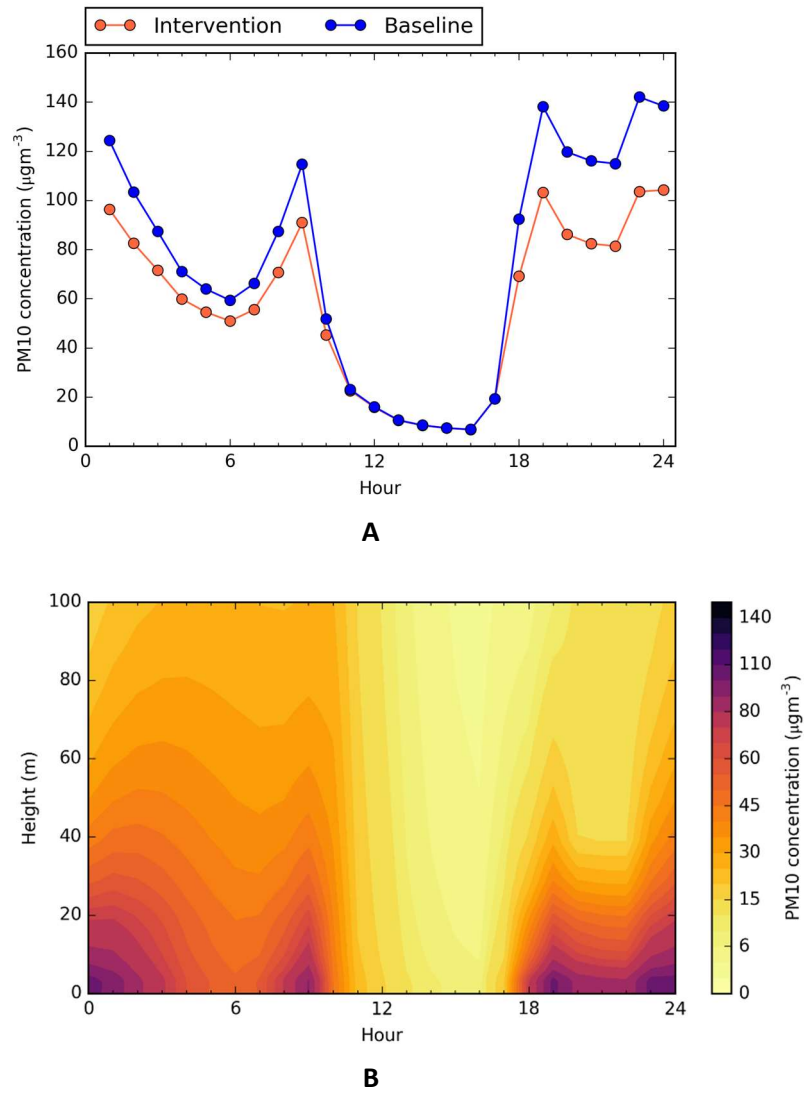 Intervention Baseline
160
140
120
100
80
60
40
20
0
PM10 concentration (μgm⁻³)
0 6 12 18 24
Hour
A
100
80
60
40
20
0
Height (m)
0 6 12 18 24
Hour
140
110
80
60
45
30
15
6
0
PM10 concentration (μgm⁻³)
B